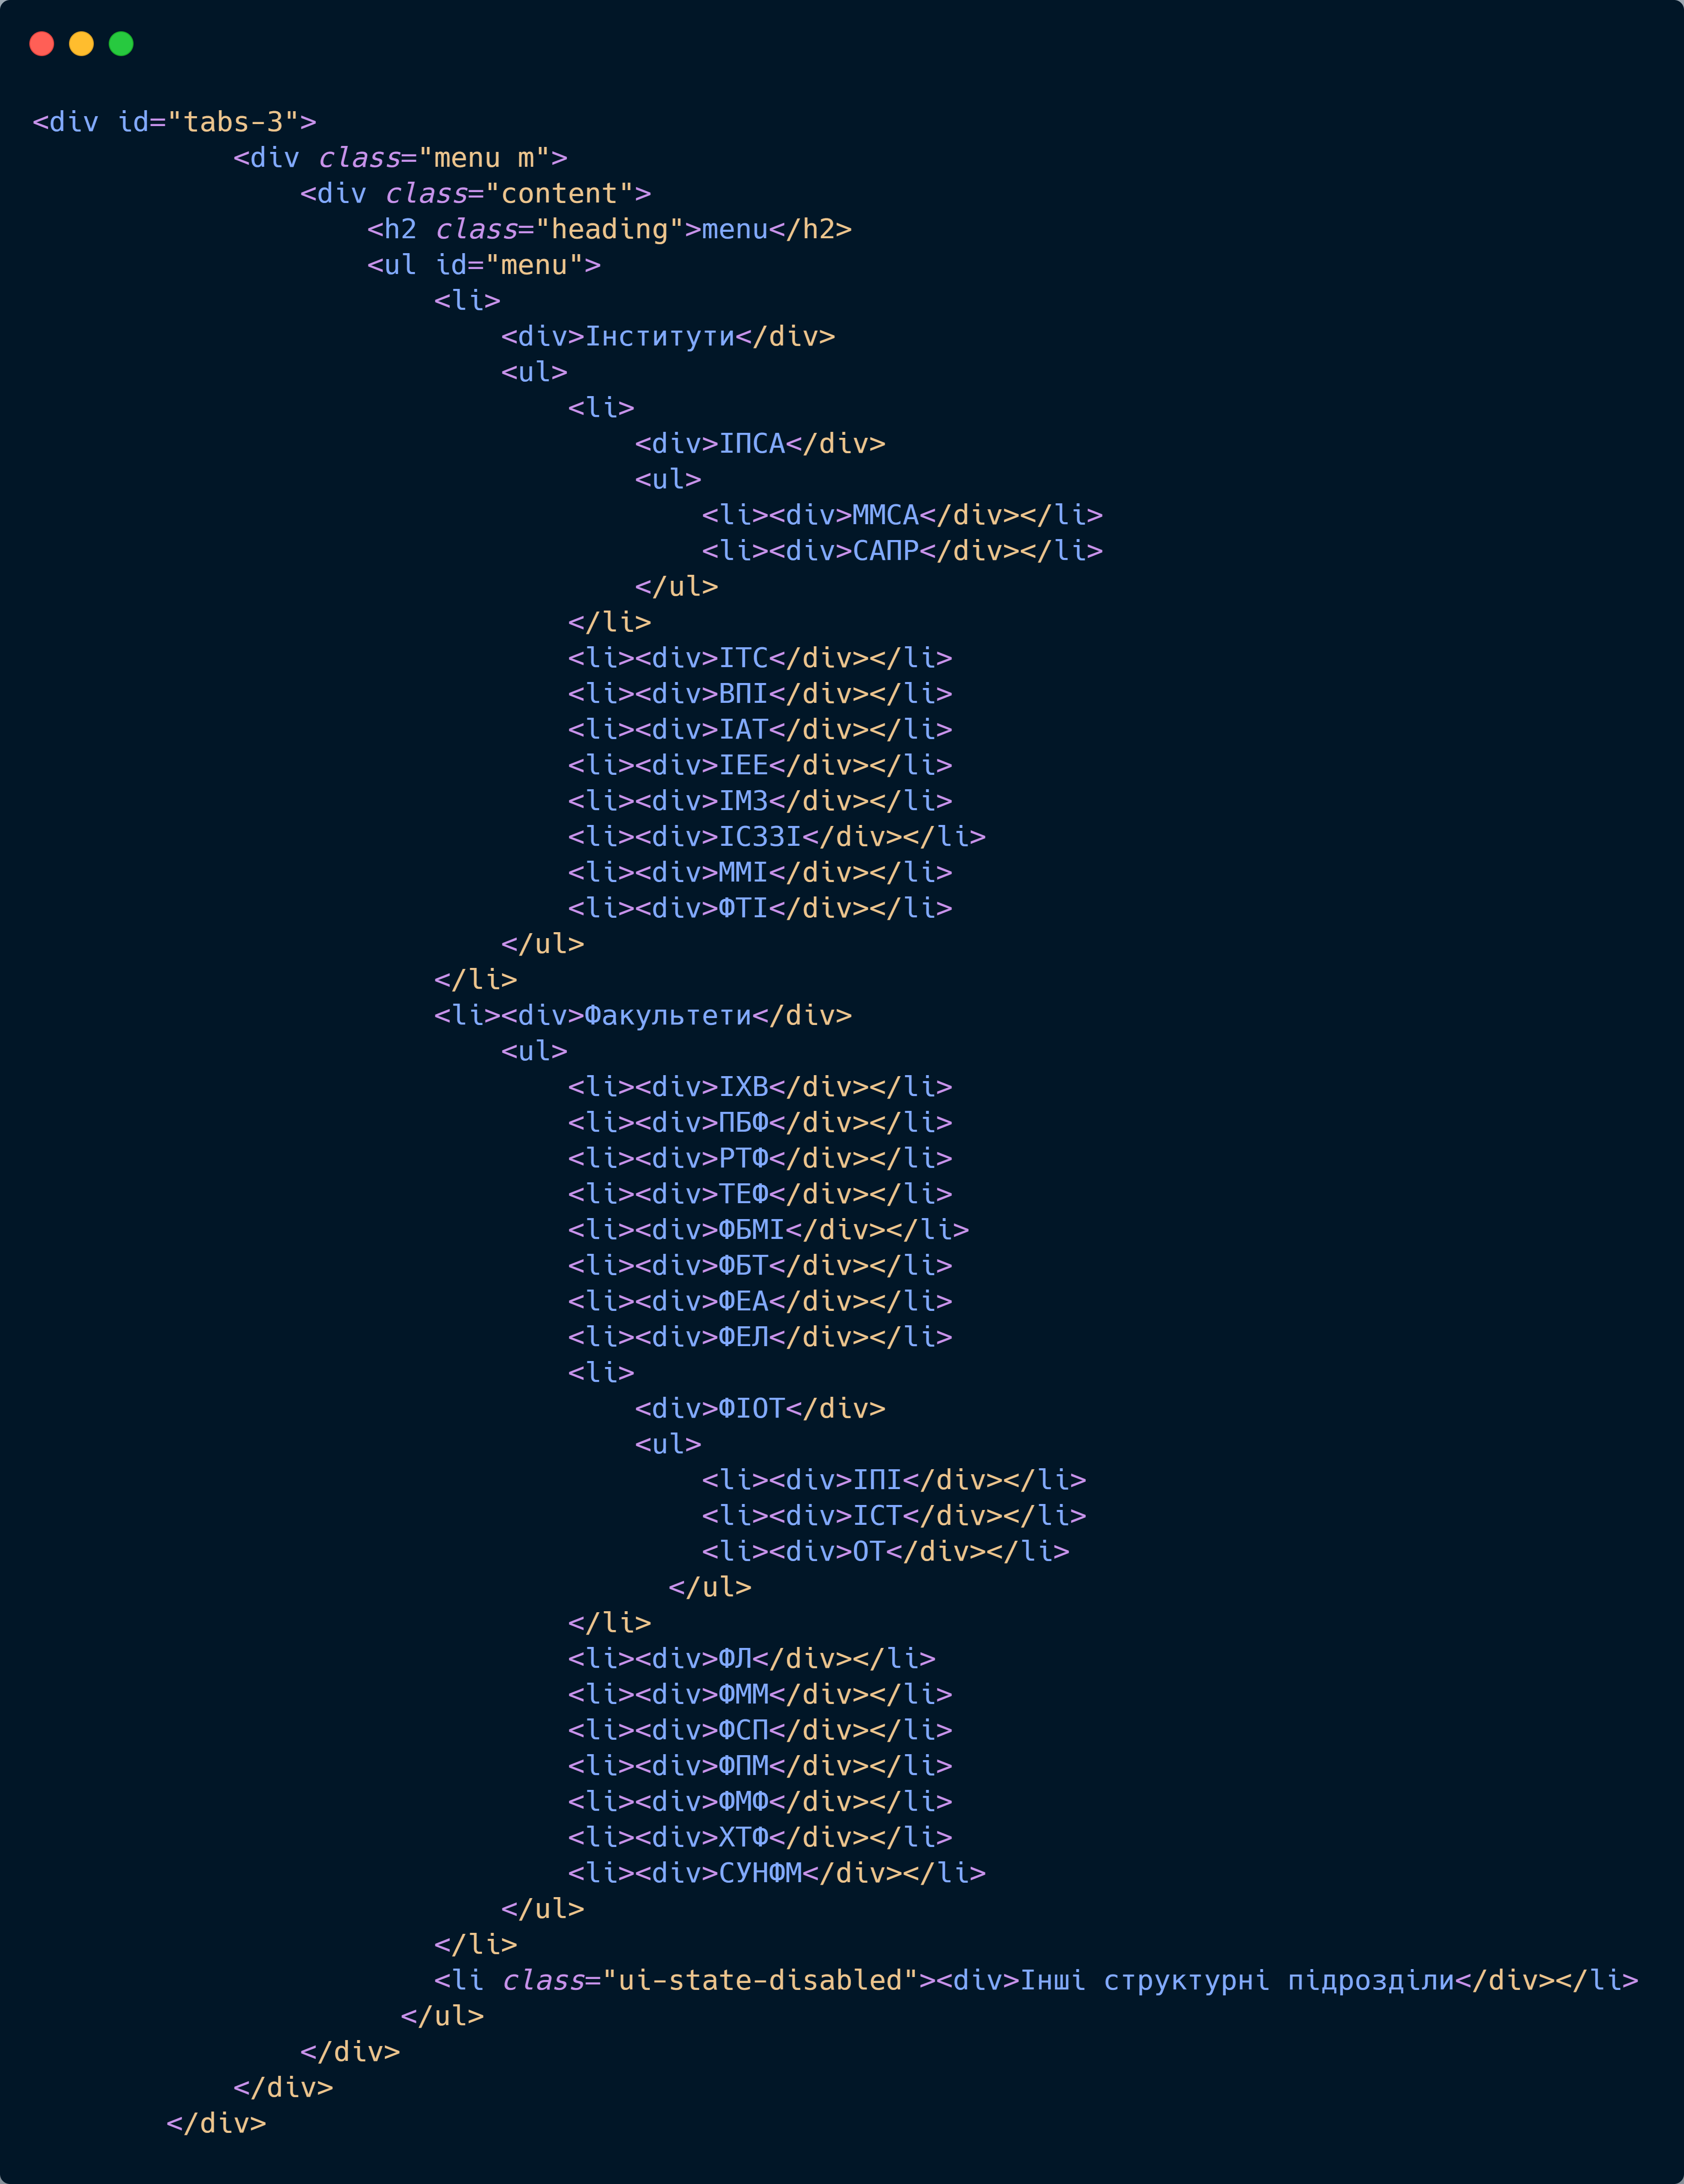 <div id="tabs-3">
            <div class="menu m">
                <div class="content">
                    <h2 class="heading">menu</h2>
                    <ul id="menu">
                        <li>
                            <div>Інститути</div>
                            <ul>
                                <li>
                                    <div>ІПСА</div>
                                    <ul>
                                        <li><div>ММСА</div></li>
                                        <li><div>САПР</div></li>
                                    </ul>
                                </li>
                                <li><div>ІТС</div></li>
                                <li><div>ВПІ</div></li>
                                <li><div>ІАТ</div></li>
                                <li><div>ІЕЕ</div></li>
                                <li><div>ІМЗ</div></li>
                                <li><div>ІСЗЗІ</div></li>
                                <li><div>ММІ</div></li>
                                <li><div>ФТІ</div></li>
                            </ul>
                        </li>
                        <li><div>Факультети</div>
                            <ul>
                                <li><div>ІХВ</div></li>
                                <li><div>ПБФ</div></li>
                                <li><div>РТФ</div></li>
                                <li><div>ТЕФ</div></li>
                                <li><div>ФБМІ</div></li>
                                <li><div>ФБТ</div></li>
                                <li><div>ФЕА</div></li>
                                <li><div>ФЕЛ</div></li>
                                <li>
                                    <div>ФІОТ</div>
                                    <ul>
                                        <li><div>ІПІ</div></li>
                                        <li><div>ІСТ</div></li>
                                        <li><div>ОТ</div></li>
                                      </ul>
                                </li>
                                <li><div>ФЛ</div></li>
                                <li><div>ФММ</div></li>
                                <li><div>ФСП</div></li>
                                <li><div>ФПМ</div></li>
                                <li><div>ФМФ</div></li>
                                <li><div>ХТФ</div></li>
                                <li><div>СУНФМ</div></li>
                            </ul>
                        </li>
                        <li class="ui-state-disabled"><div>Інші структурні підрозділи</div></li>
                      </ul>
                </div>
            </div>
        </div>